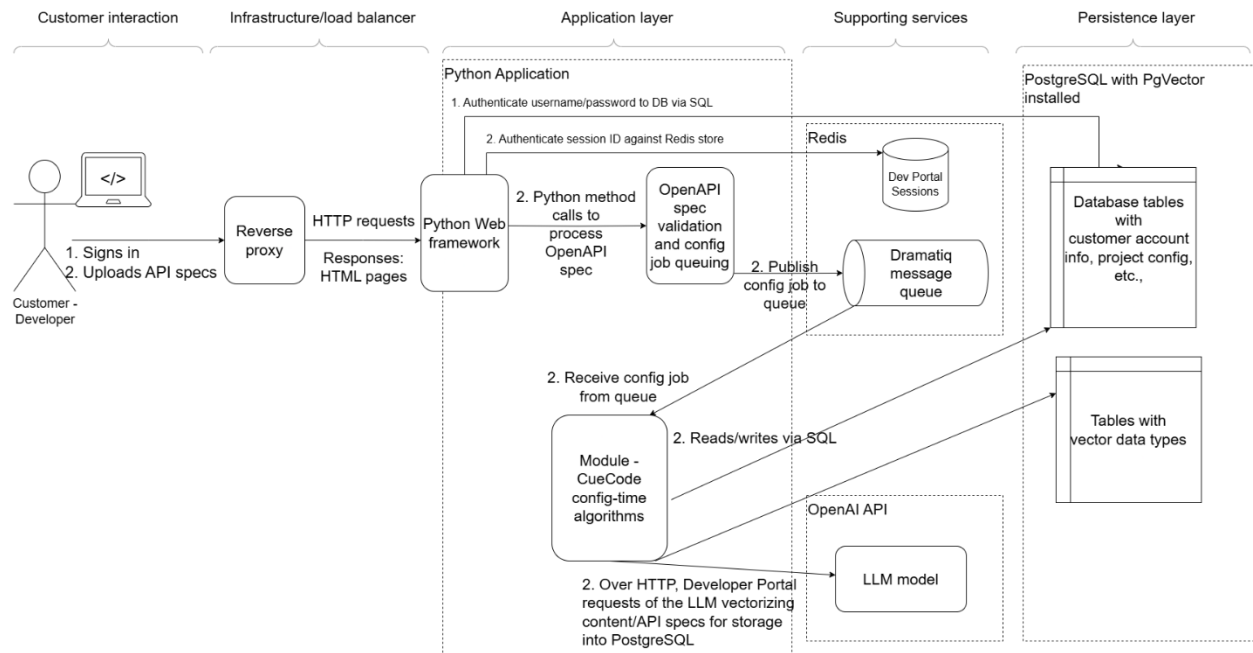 Customer interaction
Infrastructure/load balancer
Application layer
Supporting services
Persistence layer
Python Application
PostgreSQL with PgVector
installed
1. Authenticate username/password to DB via SQL
2. Authenticate session ID against Redis store
Redis
Dev Portal
Sessions
</>
1. Signs in
2. Uploads API specs
Customer -
Developer
Reverse
proxy
HTTP requests
Responses:
HTML pages
Python Web
framework
2. Python method
calls to
process
OpenAPI
spec
OpenAPI
spec
validation
and config
job queuing
2. Publish
config job to
queue
Dramatiq
message
queue
Database tables
with
customer account
info, project config,
etc.,
2. Receive config job
from queue
Module -
CueCode
config-time
algorithms
2. Reads/writes via SQL
Tables with
vector data types
OpenAI API
LLM model
2. Over HTTP, Developer Portal
requests of the LLM vectorizing
content/API specs for storage
into PostgreSQL